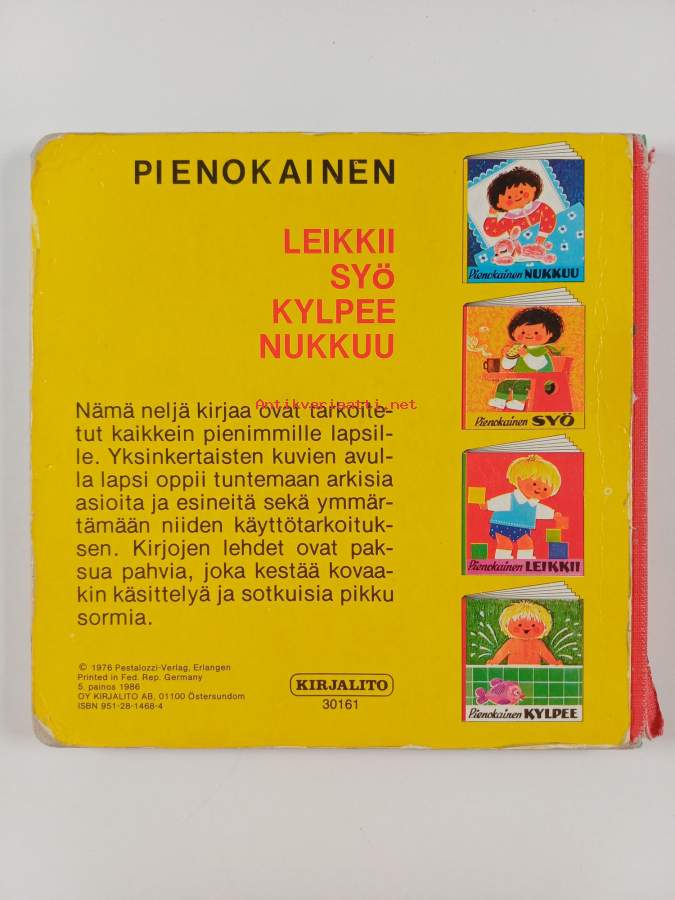 PIENOKAINEN
LEIKKII
SYÖ
KYLPEE
NUKKUU
Antikvariaatti.net
Nämä neljä kirjaa ovat tarkoite-
tut kaikkein pienimmille lapsil-
le. Yksinkertaisten kuvien avul-
la lapsi oppii tuntemaan arkisia
asioita ja esineitä sekä ymmär-
tämään niiden käyttötarkoituk-
sen. Kirjojen lehdet ovat pak-
sua pahvia, joka kestää kovaa-
kin käsittelyä ja sotkuisia pikku
sormia.
© 1976 Pestalozzi-Verlag, Erlangen
Printed in Fed. Rep. Germany
5. painos 1986
OY KIRJALITO AB, 01100 Östersundom
ISBN 951-28-1468-4
KIRJALITO
30161
Pienokainen NUKKUU
Pienokainen SYÖ
Pienokainen LEIKKII
Pienokainen KYLPEE